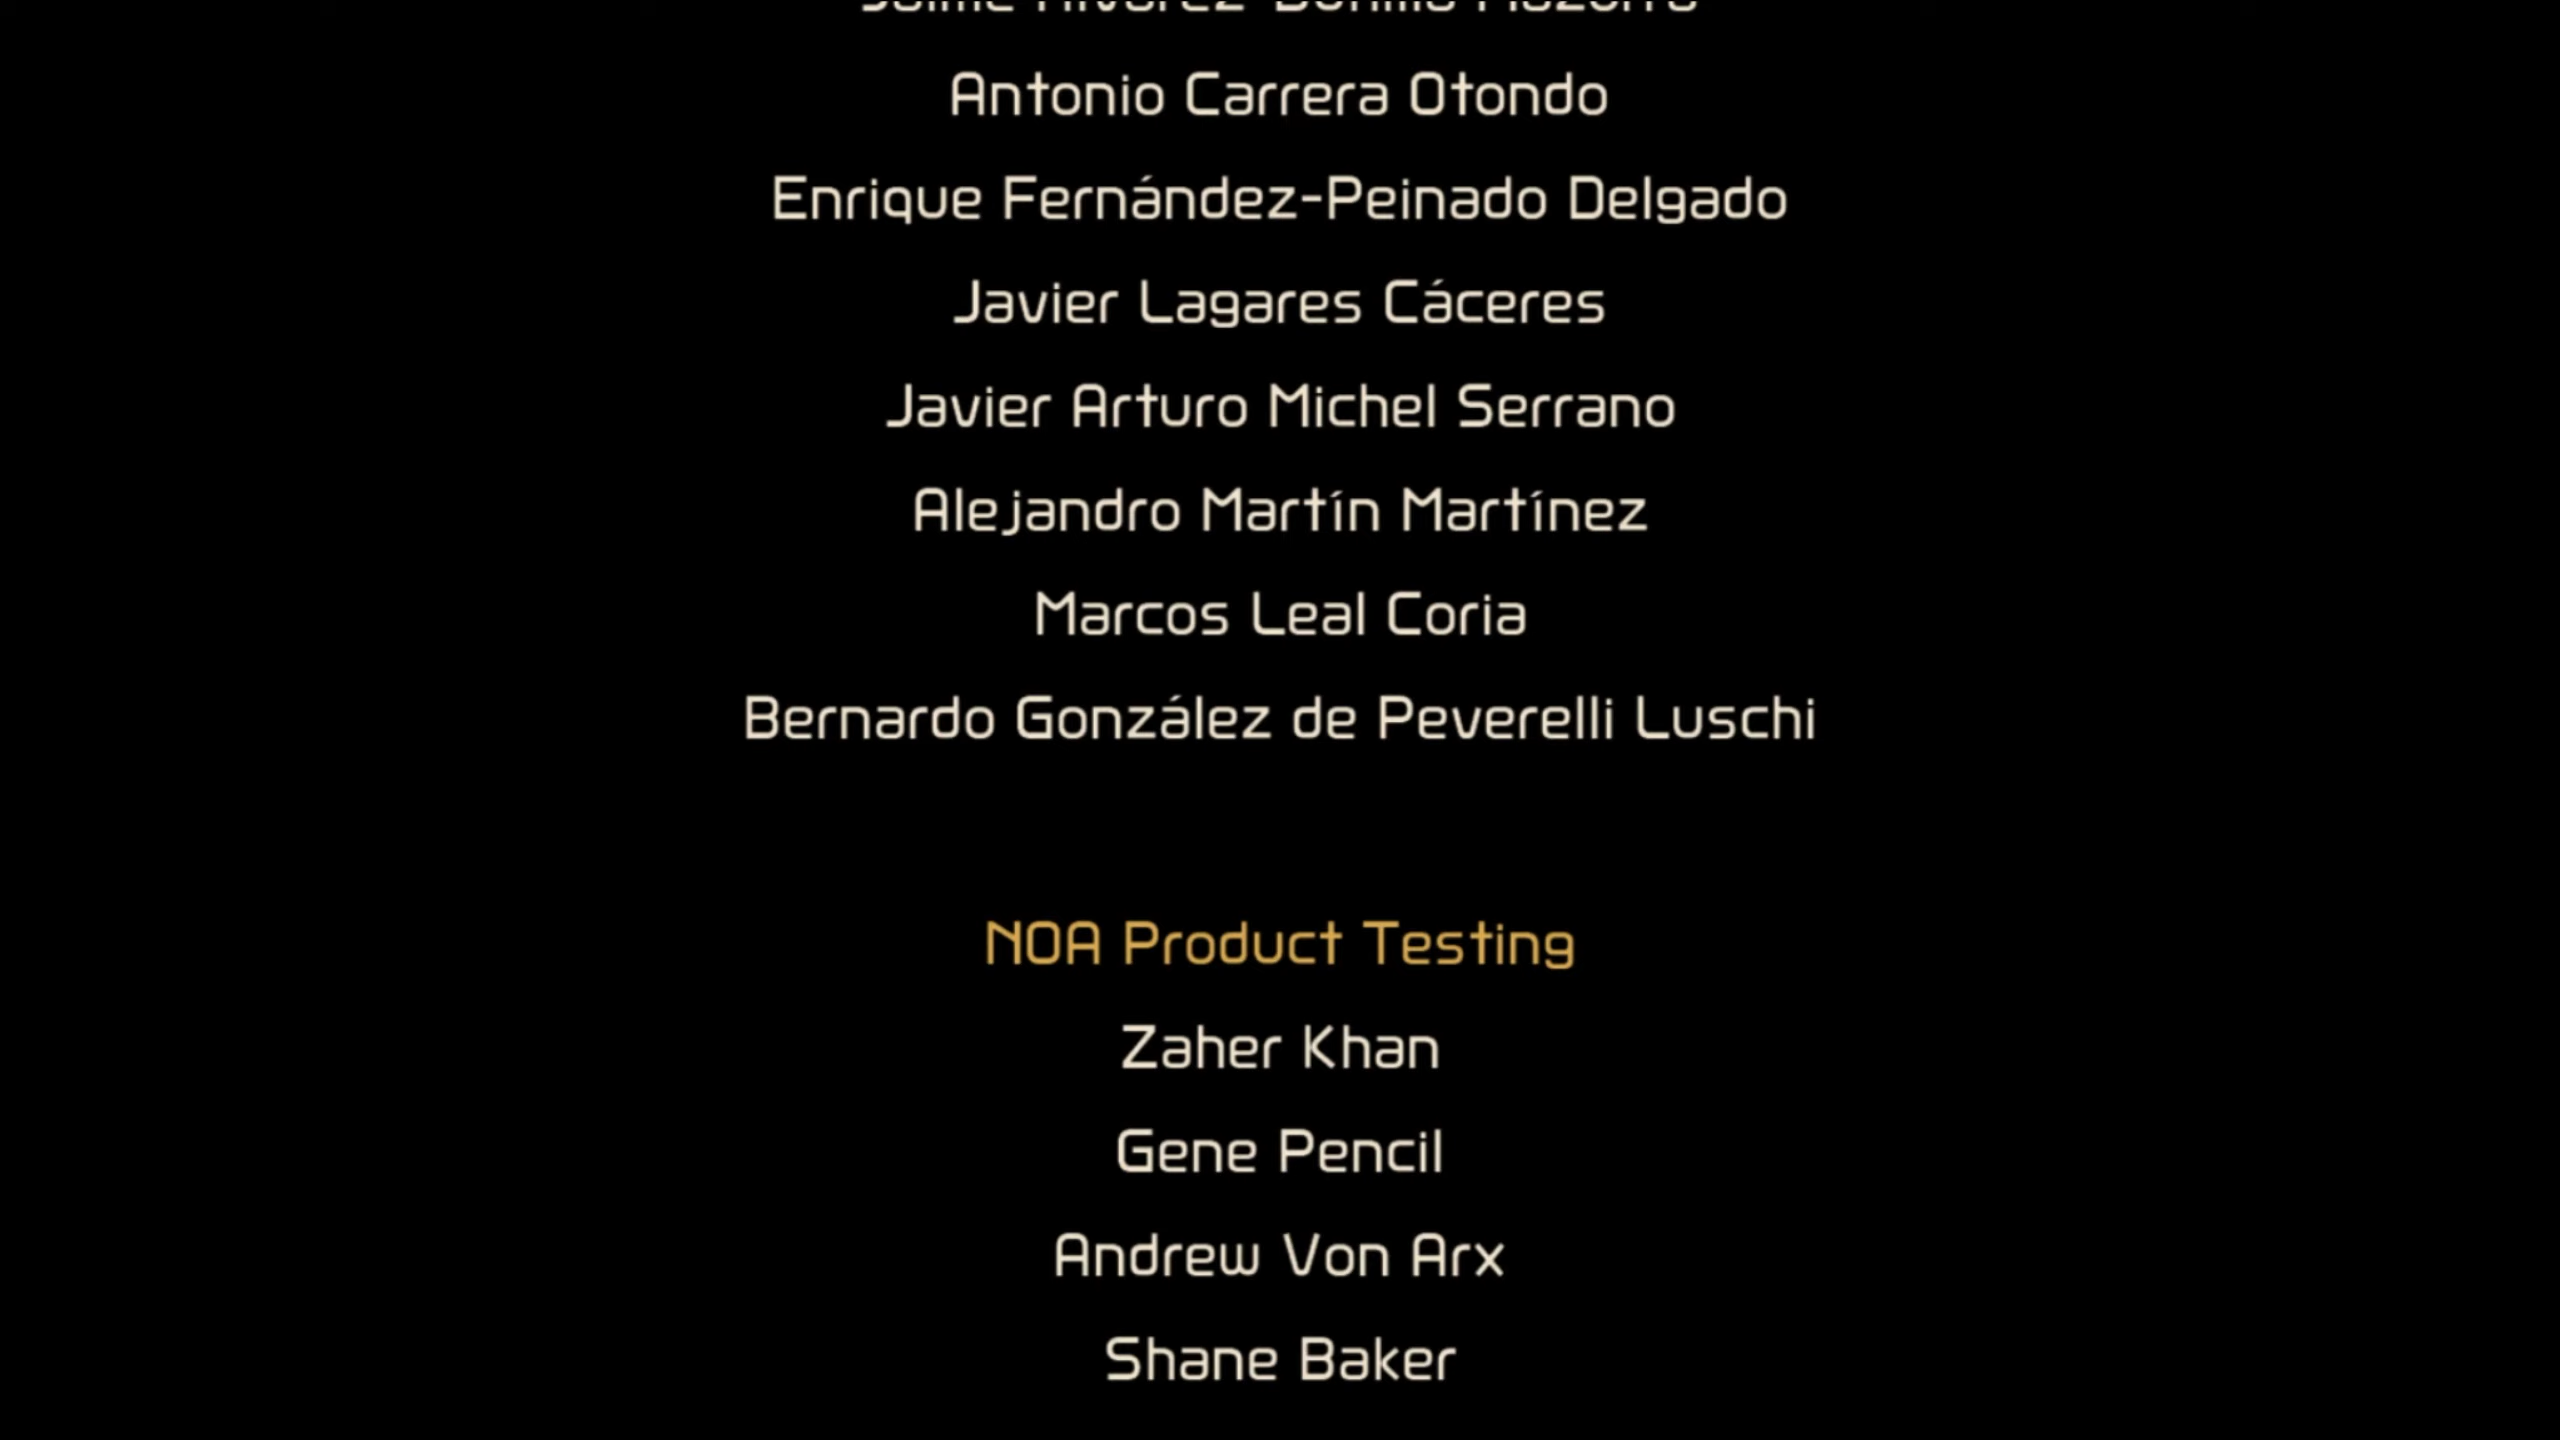 Antonio Carrera Otondo
Enrique Fernández-Peinado Delgado
Javier Lagares Cáceres
Javier Arturo Michel Serrano
Alejandro Martín Martínez
Marcos Leal Coria
Bernardo González de Peverelli Luschi
NOA Product Testing
Zaher Khan
Gene Pencil
Andrew Von Arx
Shane Baker